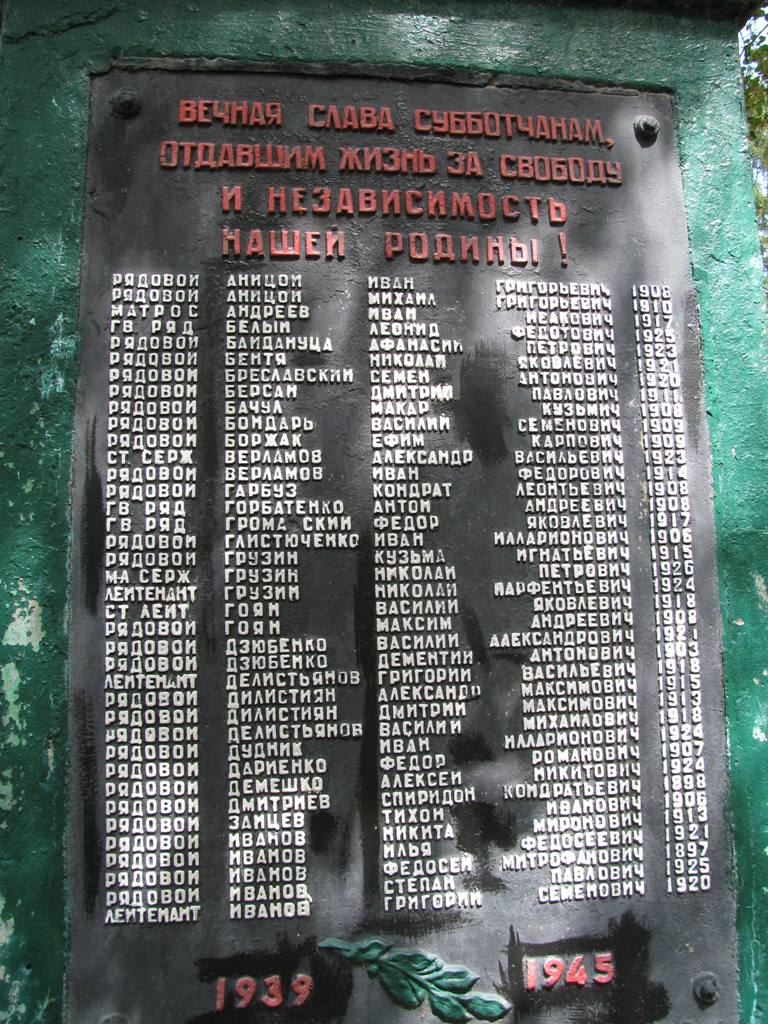 ВЕЧНАЯ СЛАВА СУББОТЧАНАМ,
ОТДАВШИМ ЖИЗНЬ ЗА СВОБОДУ
И НЕЗАВИСИМОСТЬ
НАШЕЙ РОДИНЫ!
РЯДОВОЙ АНИЦОЙ ИВАН ГРИГОРЬЕВИЧ 1908
РЯДОВОЙ АНИЦОЙ МИХАИЛ ГРИГОРЬЕВИЧ 1910
МАТРОС АНДРЕЕВ ИВАН ИСАКОВИЧ 1917
ГВ РЯД БЕЛЫЙ ЛЕОНИД ФЕДОТОВИЧ 1925
РЯДОВОЙ БАЙДАНУЦА АФАНАСИЙ ПЕТРОВИЧ 1923
РЯДОВОЙ БЕНТЯ НИКОЛАЙ ЯКОВЛЕВИЧ 1921
РЯДОВОЙ БРЕСЛАВСКИЙ СЕМЕН АНТОНОВИЧ 1920
РЯДОВОЙ БЕРСАН ДМИТРИЙ ПАВЛОВИЧ 1911
РЯДОВОЙ БАЧУЛ МАКАР КУЗЬМИЧ 1908
РЯДОВОЙ БОНДАРЬ ВАСИЛИЙ СЕМЕНОВИЧ 1909
РЯДОВОЙ БОРЖАК ЕФИМ КАРПОВИЧ 1909
СТ СЕРЖ ВЕРЛАМОВ АЛЕКСАНДР ВАСИЛЬЕВИЧ 1923
РЯДОВОЙ ВЕРЛАМОВ ИВАН ФЕДОРОВИЧ 1914
РЯДОВОЙ ГАРБУЗ КОНДРАТ ЛЕОНТЬЕВИЧ 1908
ГВ РЯД ГОРБАТЕНКО АНТОН АНДРЕЕВИЧ 1908
ГВ РЯД ГРОМА СКИЙ ФЕДОР ЯКОВЛЕВИЧ 1917
РЯДОВОЙ ГЛИСТЮЧЕНКО ИВАН ИЛЛАРИОНОВИЧ 1906
РЯДОВОЙ ГРУЗИН КУЗЬМА ИГНАТЬЕВИЧ 1915
МЛ СЕРЖ ГРУЗИН НИКОЛАЙ ПЕТРОВИЧ 1926
ЛЕЙТЕНАНТ ГРУЗИН НИКОЛАЙ ПАРФЕНТЬЕВИЧ 1924
СТ ЛЕЙТ ГОЯН ВАСИЛИЙ ЯКОВЛЕВИЧ 1918
РЯДОВОЙ ГОЯН МАКСИМ АНДРЕЕВИЧ 1908
РЯДОВОЙ ДЗЮБЕНКО ВАСИЛИЙ АЛЕКСАНДРОВИЧ 1921
РЯДОВОЙ ДЗЮБЕНКО ДЕМЕНТИЙ АНТОНОВИЧ 1903
ЛЕЙТЕНАНТ ДЕЛИСТЬЯНОВ ГРИГОРИЙ ВАСИЛЬЕВИЧ 1918
РЯДОВОЙ ДИЛИСТИЯН АЛЕКСАНДР МАКСИМОВИЧ 1915
РЯДОВОЙ ДИЛИСТИЯН ДМИТРИЙ МАКСИМОВИЧ 1913
РЯДОВОЙ ДЕЛИСТЬЯНОВ ВАСИЛИЙ МИХАЙЛОВИЧ 1918
РЯДОВОЙ ДУДНИК ИВАН ИЛЛАРИОНОВИЧ 1924
РЯДОВОЙ ДАРИЕНКО ФЕДОР РОМАНОВИЧ 1907
РЯДОВОЙ ДЕМЕШКО АЛЕКСЕЙ НИКИТОВИЧ 1924
РЯДОВОЙ ДМИТРИЕВ СПИРИДОН КОНДРАТЬЕВИЧ 1898
РЯДОВОЙ ЗАЙЦЕВ ТИХОН ИВАНОВИЧ 1906
РЯДОВОЙ ИВАНОВ НИКИТА МИРОНОВИЧ 1913
РЯДОВОЙ ИВАНОВ ИЛЬЯ ФЕДОСЕЕВИЧ 1921
РЯДОВОЙ ИВАНОВ ФЕДОСЕЙ МИТРОФАНОВИЧ 1897
РЯДОВОЙ ИВАНОВ СТЕПАН ПАВЛОВИЧ 1925
ЛЕЙТЕНАНТ ИВАНОВ ГРИГОРИЙ СЕМЕНОВИЧ 1920
1939 1945